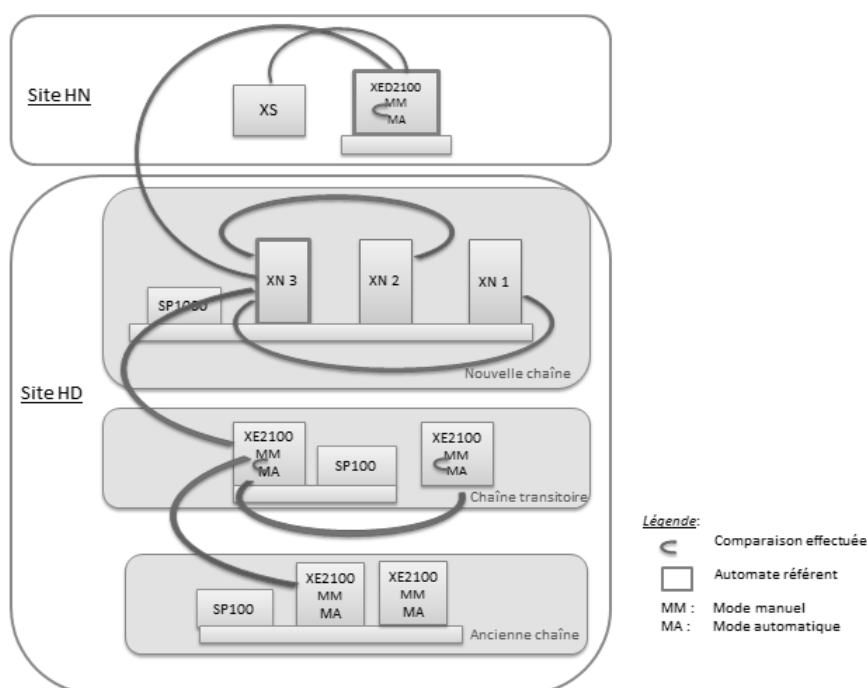 Site HN
XS
XED2100
MM
MA
XN 3
XN 2
XN 1
SP1000
Nouvelle chaîne
Site HD
XE2100
MM
MA
SP100
XE2100
MM
MA
Chaîne transitoire
SP100
XE2100
MM
MA
XE2100
MM
MA
Ancienne chaîne
Légende:
Comparaison effectuée
Automate référent
MM : Mode manuel
MA : Mode automatique